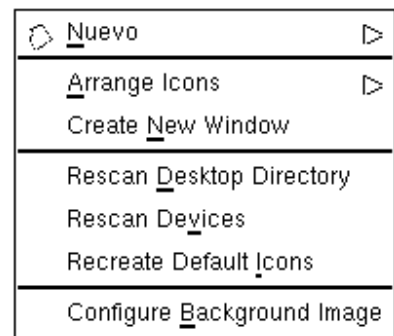 Nuevo
Arrange Icons
Create New Window
Rescan Desktop Directory
Rescan Devices
Recreate Default Icons
Configure Background Image